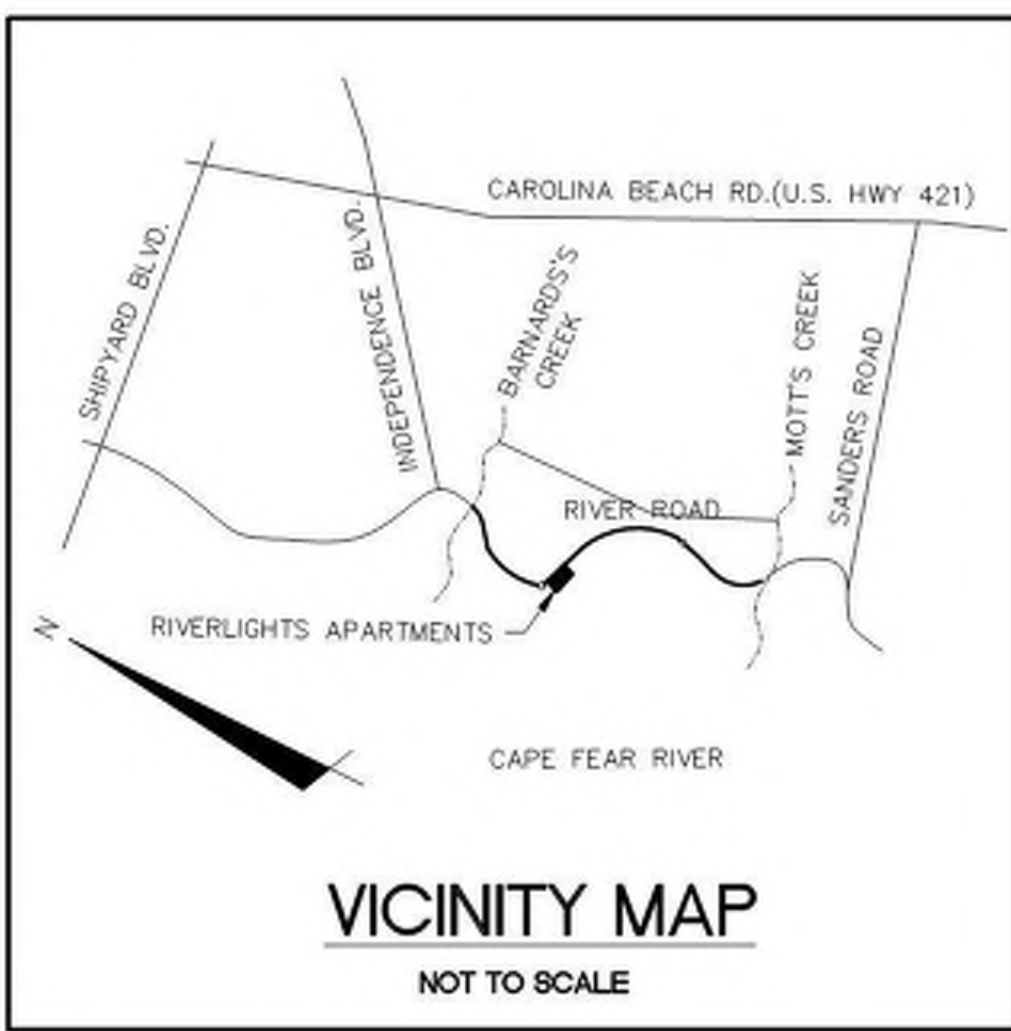 CAROLINA BEACH RD.(U.S. HWY 421)
SHIPYARD BLVD.
INDEPENDENCE BLVD.
BARNARDS'S
CREEK
MOTT'S CREEK
SANDERS ROAD
RIVER ROAD
RIVERLIGHTS APARTMENTS
N
CAPE FEAR RIVER
VICINITY MAP
NOT TO SCALE